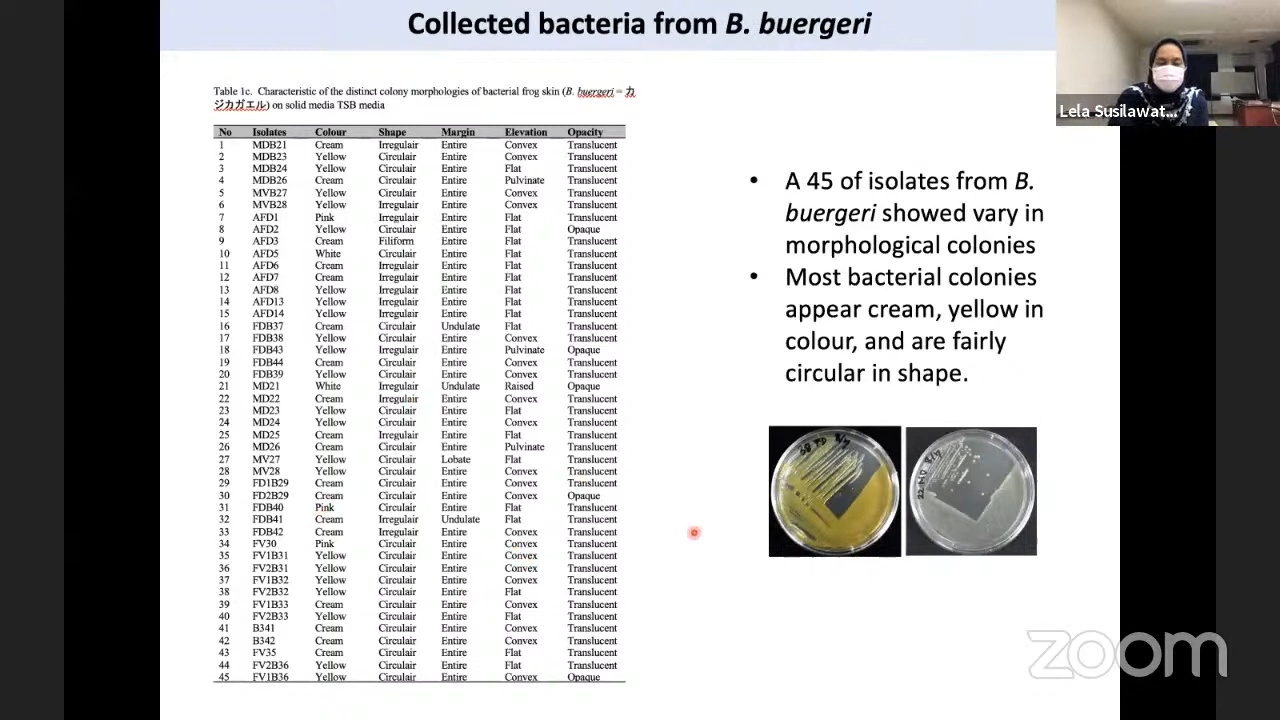 Collected bacteria from B. buergeri
Lela Susilawat...
Table 1c. Characteristic of the distinct colony morphologies of bacterial frog skin (B. buergeri = カ
ジカガエル) on solid media TSB media
No Isolates Colour Shape Margin Elevation Opacity
1 MDB21 Cream Irregulair Entire Convex Translucent
2 MDB23 Yellow Circulair Entire Convex Translucent
3 MDB24 Yellow Circulair Entire Flat Translucent
4 MDB26 Cream Circulair Entire Pulvinate Translucent
5 MVB27 Yellow Circulair Entire Convex Translucent
6 MVB28 Yellow Irregulair Entire Convex Translucent
7 AFD1 Pink Irregulair Entire Flat Translucent
8 AFD2 Yellow Circulair Entire Flat Opaque
9 AFD3 Cream Filiform Entire Flat Translucent
10 AFD5 White Circulair Entire Flat Translucent
11 AFD6 Cream Irregulair Entire Flat Translucent
12 AFD7 Cream Irregulair Entire Flat Translucent
13 AFD8 Yellow Irregulair Entire Flat Translucent
14 AFD13 Yellow Irregulair Entire Flat Translucent
15 AFD14 Yellow Irregulair Entire Flat Translucent
16 FDB37 Cream Circulair Undulate Flat Translucent
17 FDB38 Yellow Circulair Entire Convex Translucent
18 FDB43 Yellow Irregulair Entire Pulvinate Opaque
19 FDB44 Cream Circulair Entire Convex Translucent
20 FDB39 Yellow Circulair Entire Convex Translucent
21 MD21 White Irregulair Undulate Raised Opaque
22 MD22 Cream Irregulair Entire Convex Translucent
23 MD23 Yellow Circulair Entire Flat Translucent
24 MD24 Yellow Circulair Entire Convex Translucent
25 MD25 Cream Irregulair Entire Flat Translucent
26 MD26 Cream Circulair Entire Pulvinate Translucent
27 MV27 Yellow Circulair Lobate Flat Translucent
28 MV28 Yellow Circulair Entire Convex Translucent
29 FD1B29 Cream Circulair Entire Convex Translucent
30 FD2B29 Cream Circulair Entire Convex Opaque
31 FDB40 Pink Circulair Entire Flat Translucent
32 FDB41 Cream Irregulair Undulate Flat Translucent
33 FDB42 Cream Irregulair Entire Convex Translucent
34 FV30 Pink Circulair Entire Convex Translucent
35 FV1B31 Yellow Circulair Entire Convex Translucent
36 FV2B31 Yellow Circulair Entire Convex Translucent
37 FV1B32 Yellow Circulair Entire Convex Translucent
38 FV2B32 Yellow Circulair Entire Flat Translucent
39 FV1B33 Cream Circulair Entire Convex Translucent
40 FV2B33 Yellow Circulair Entire Flat Translucent
41 B341 Cream Circulair Entire Convex Translucent
42 B342 Cream Circulair Entire Convex Translucent
43 FV35 Cream Circulair Entire Flat Translucent
44 FV2B36 Yellow Circulair Entire Flat Translucent
45 FV1B36 Yellow Circulair Entire Convex Opaque
• A 45 of isolates from B.
buergeri showed vary in
morphological colonies
• Most bacterial colonies
appear cream, yellow in
colour, and are fairly
circular in shape.
zoom